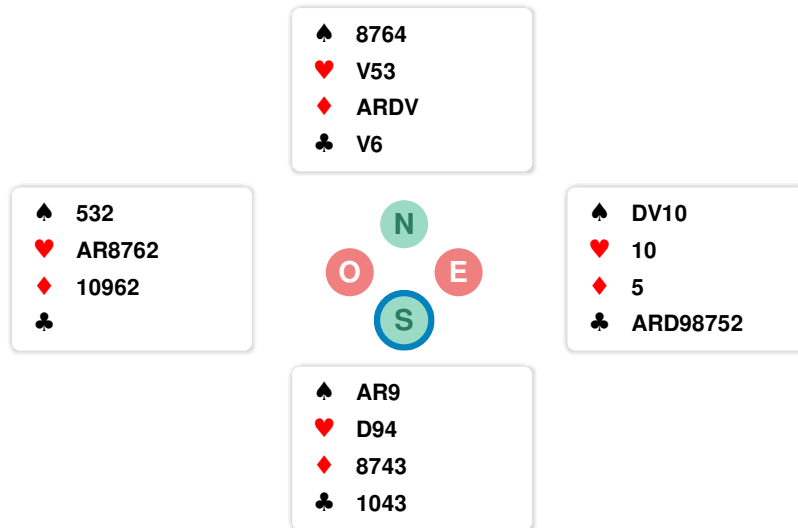 ♠ 8764
♥ V53
♦ ARDV
♣ V6
♠ 532
♥ AR8762
♦ 10962
♣
N
O E
S
♠ DV10
♥ 10
♦ 5
♣ ARD98752
♠ AR9
♥ D94
♦ 8743
♣ 1043